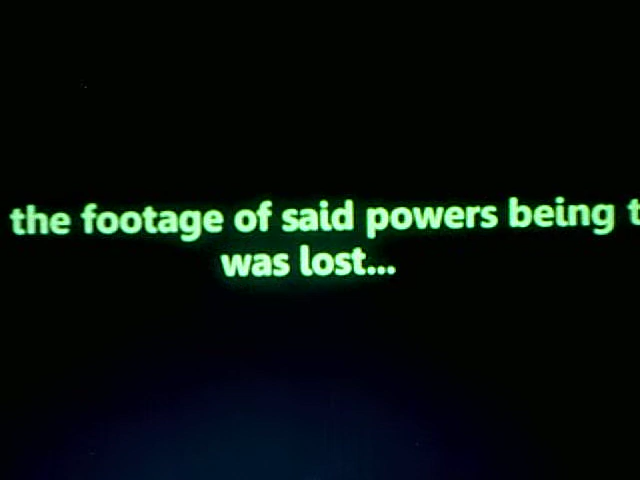 the footage of said powers being
was lost...